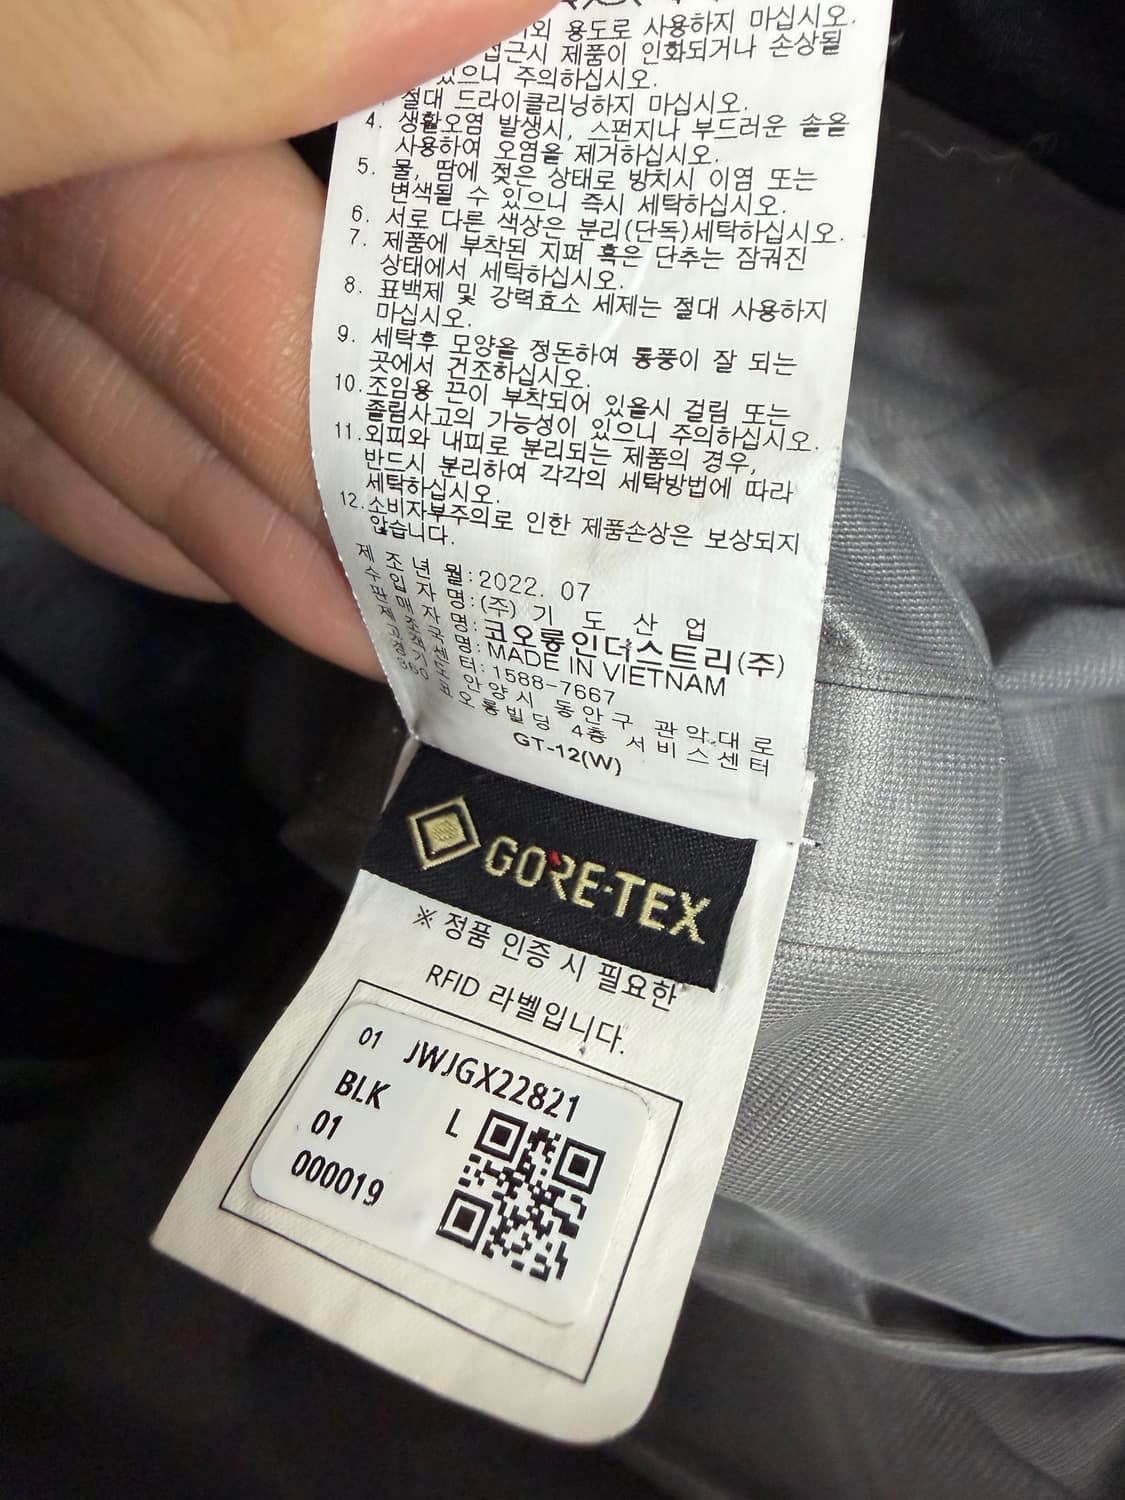 외 용도로 사용하지 마십시오.
접근시 제품이 인화되거나 손상될
있으니 주의하십시오.
절대 드라이클리닝하지 마십시오.
4. 생활오염 발생시, 스펀지나 부드러운 솔을
사용하여 오염을 제거하십시오.
5. 물, 땀에 젖은 상태로 방치시 이염 또는
변색될 수 있으니 즉시 세탁하십시오.
6. 서로 다른 색상은 분리(단독)세탁하십시오.
7. 제품에 부착된 지퍼 혹은 단추는 잠궈진
상태에서 세탁하십시오.
8. 표백제 및 강력효소 세제는 절대 사용하지
마십시오.
9. 세탁후 모양을 정돈하여 통풍이 잘 되는
곳에서 건조하십시오.
10. 조임용 끈이 부착되어 있을시 걸림 또는
졸림사고의 가능성이 있으니 주의하십시오.
11. 외피와 내피로 분리되는 제품의 경우,
반드시 분리하여 각각의 세탁방법에 따라
세탁하십시오.
12. 소비자부주의로 인한 제품손상은 보상되지
않습니다.
제 조 년 월:2022. 07
수 입 자 명:(주) 기 도 산 업
판 매 자 명:코오롱인더스트리(주)
제 조 국 명:MADE IN VIETNAM
터:1588-7667
안양시 동안구 관악대로
오롱빌딩 4층 서비스센터
GT-12(W)
GORE-TEX
※ 정품 인증 시 필요한
RFID 라벨입니다.
01 JWJGX22821
BLK L
01
000019